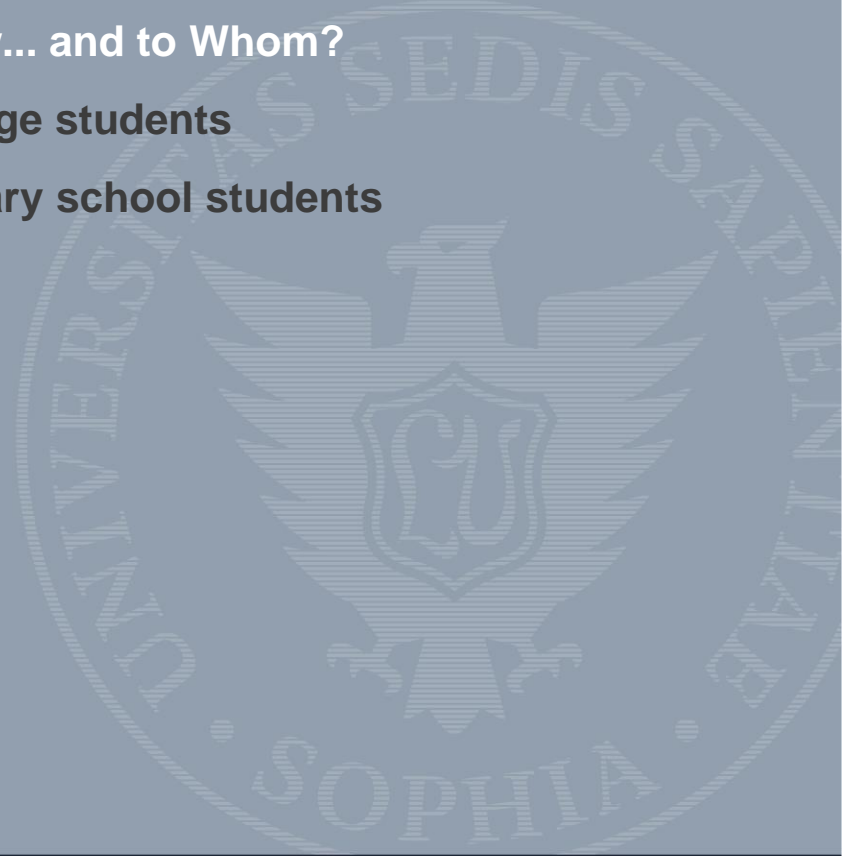 ... and to Whom?
ge students
ary school students
UNIVERSITAS SEDIS SAPIENTIAE
LU
• SOPHIA •